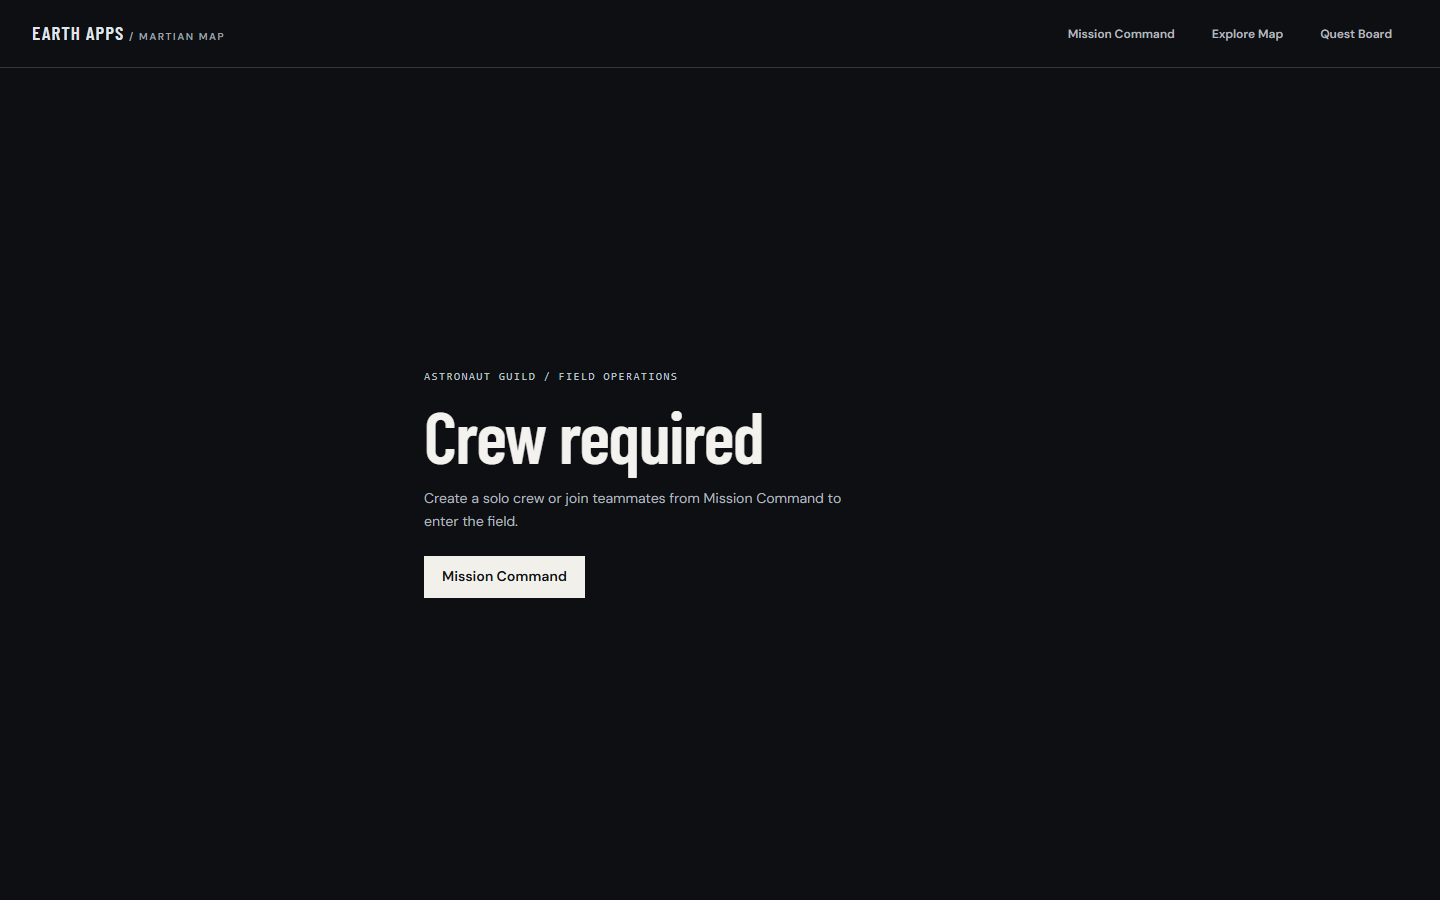 EARTH APPS / MARTIAN MAP
Mission Command
Explore Map
Quest Board
ASTRONAUT GUILD / FIELD OPERATIONS
Crew required
Create a solo crew or join teammates from Mission Command to
enter the field.
Mission Command